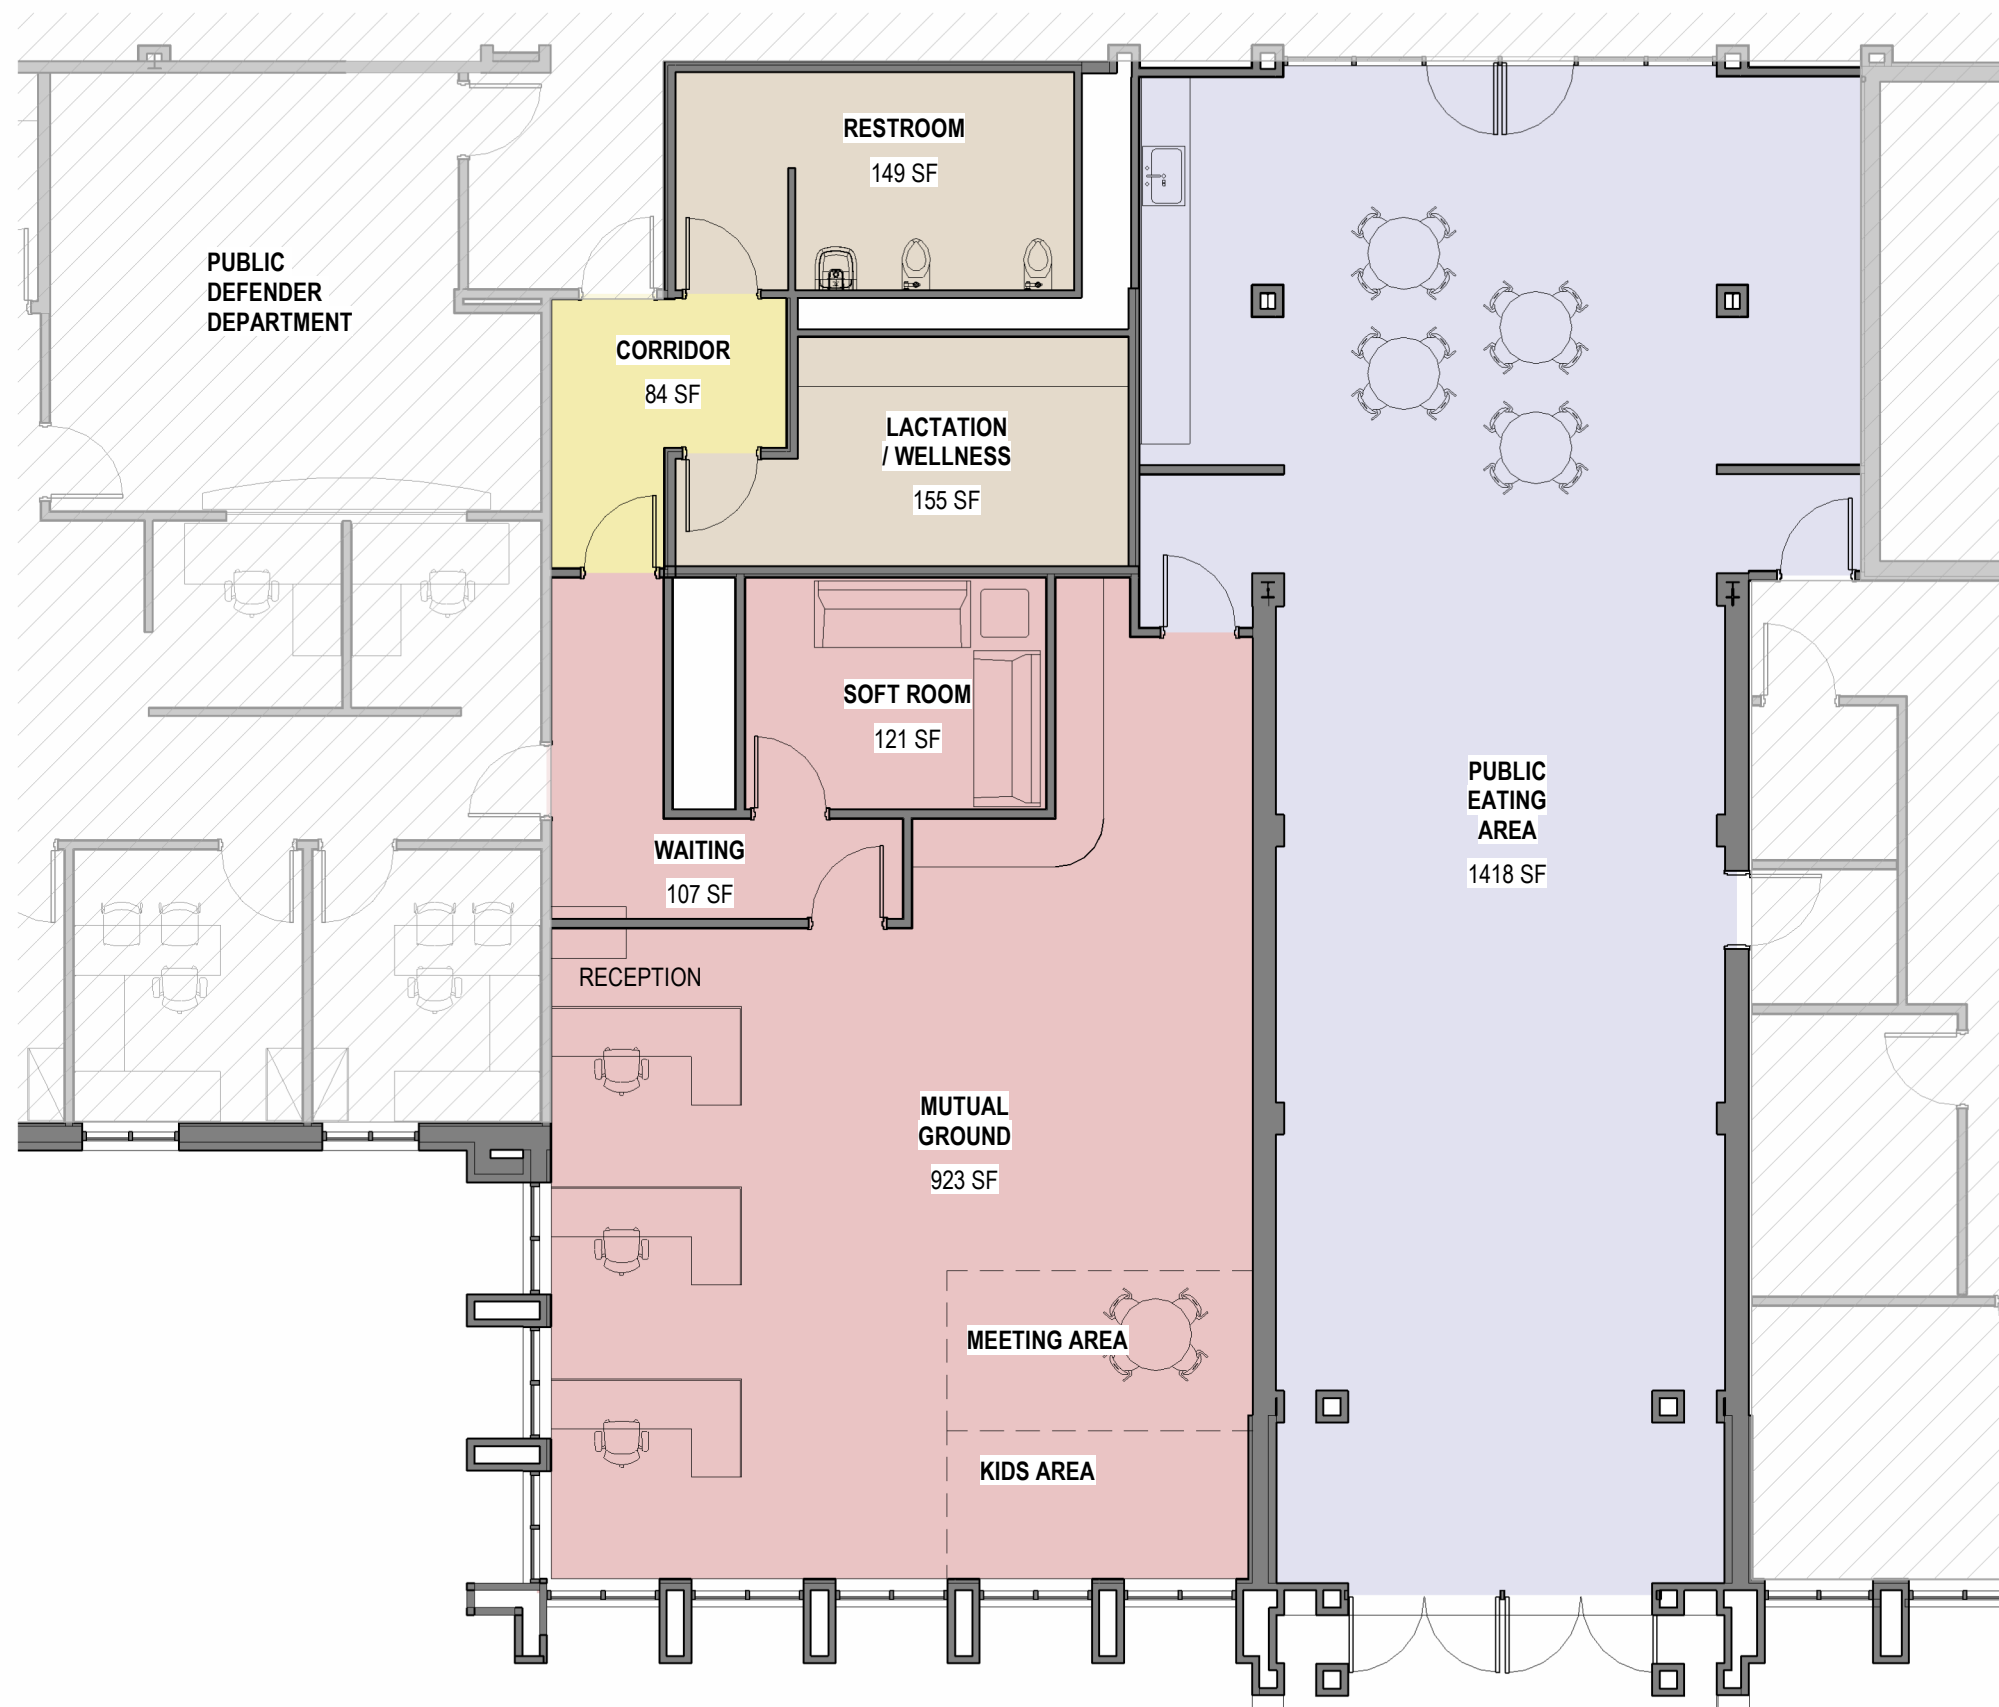 RESTROOM
149 SF
PUBLIC
DEFENDER
DEPARTMENT
CORRIDOR
84 SF
LACTATION
/ WELLNESS
155 SF
SOFT ROOM
121 SF
WAITING
107 SF
PUBLIC
EATING
AREA
1418 SF
RECEPTION
MUTUAL
GROUND
923 SF
MEETING AREA
KIDS AREA